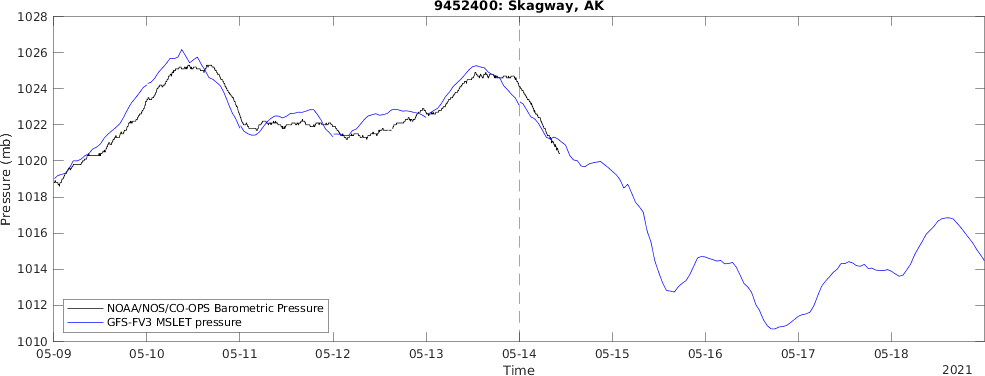 9452400: Skagway, AK
1028
1026
1024
1022
1020
1018
1016
1014
1012
1010
Pressure (mb)
NOAA/NOS/CO-OPS Barometric Pressure
GFS-FV3 MSLET pressure
05-09 05-10 05-11 05-12 05-13 05-14 05-15 05-16 05-17 05-18
Time
2021